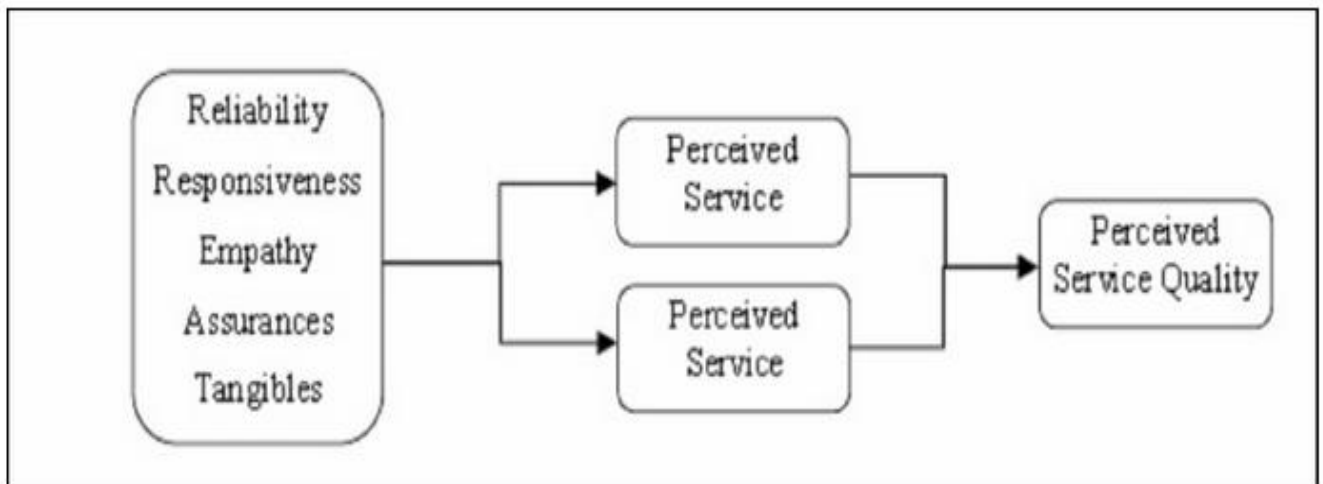 Reliability
Responsiveness
Empathy
Assurances
Tangibles
Perceived
Service
Perceived
Service
Perceived
Service Quality